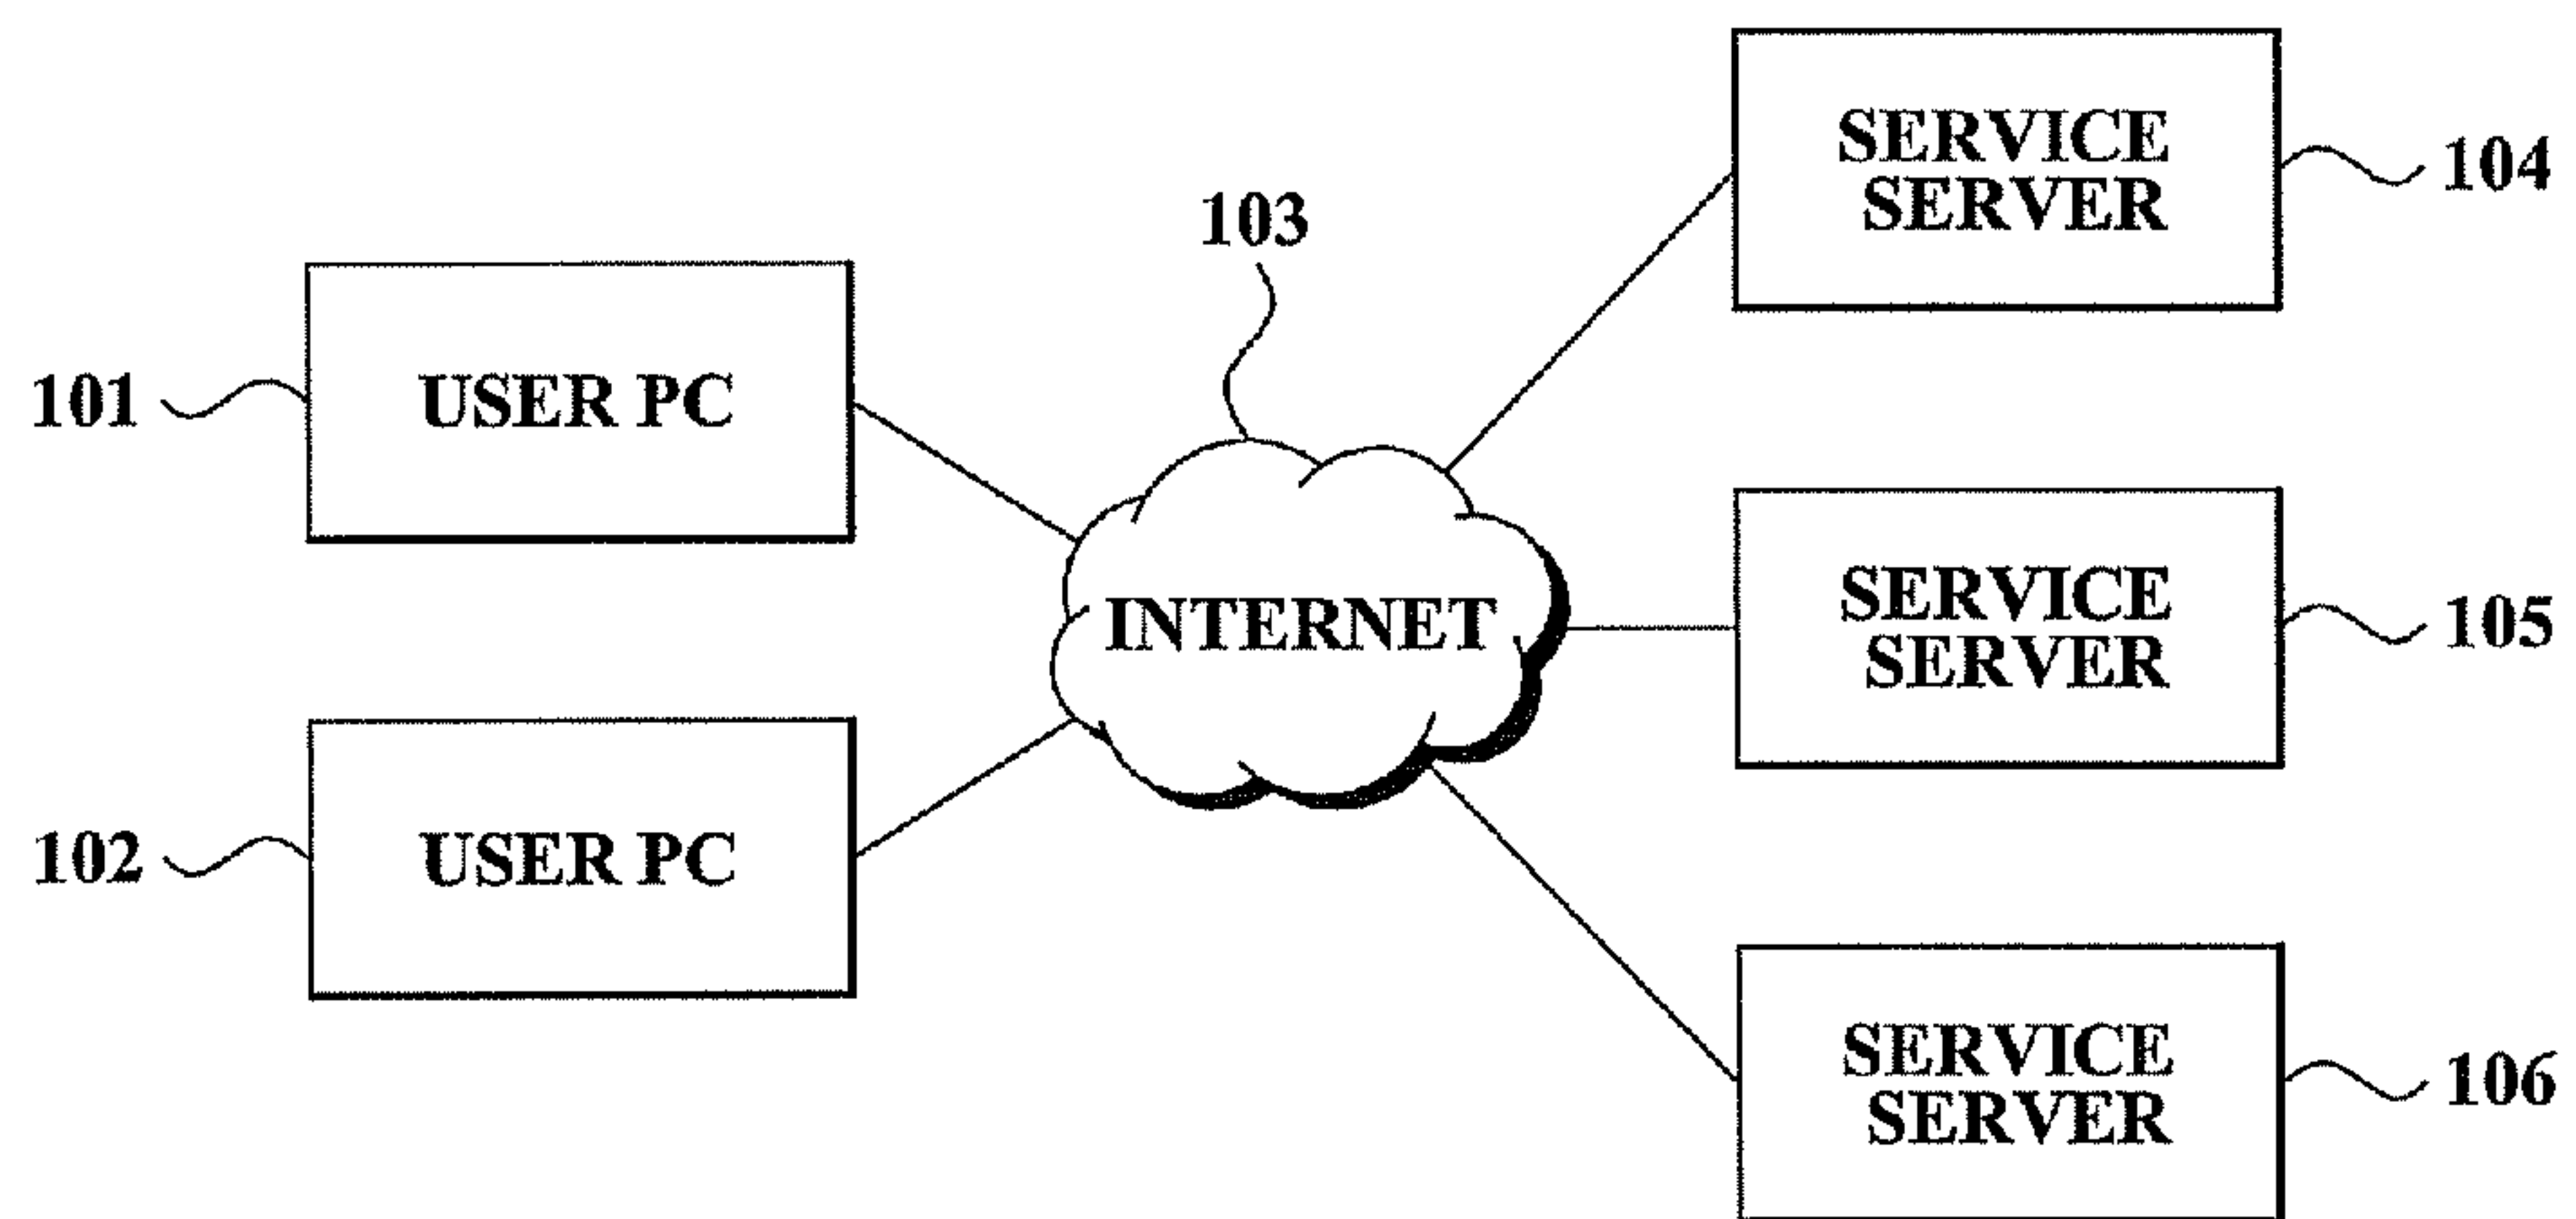 101
USER PC
102
USER PC
103
INTERNET
SERVICE
SERVER
104
SERVICE
SERVER
105
SERVICE
SERVER
106